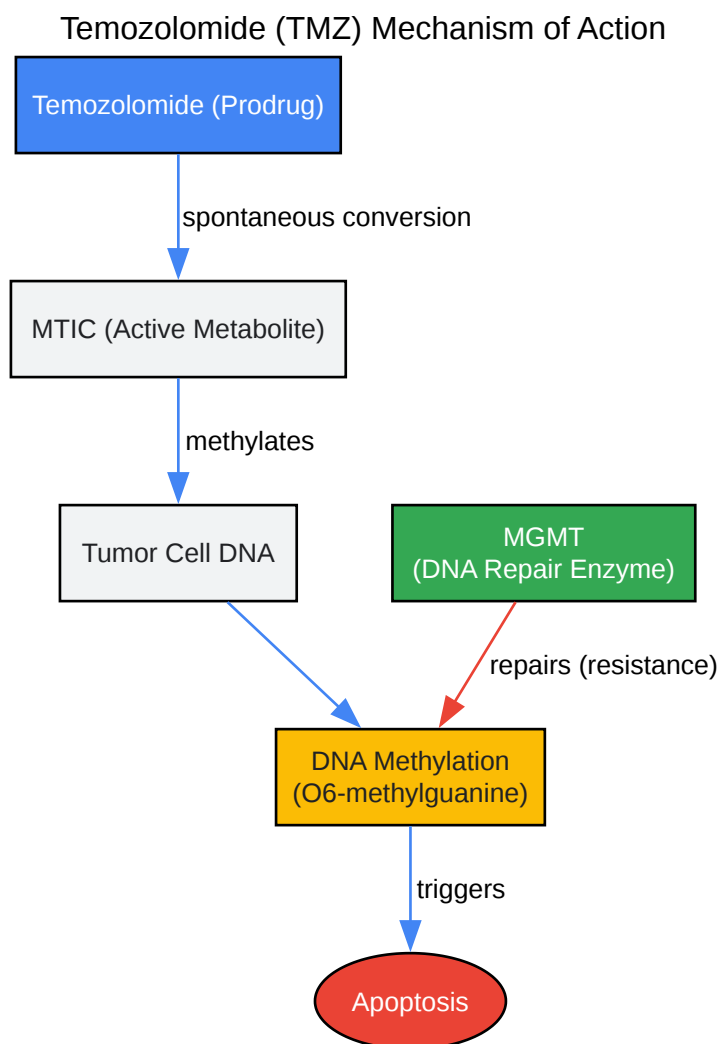 Temozolomide (TMZ) Mechanism of Action
Temozolomide (Prodrug)
spontaneous conversion
MTIC (Active Metabolite)
methylates
Tumor Cell DNA
MGMT
(DNA Repair Enzyme)
repairs (resistance)
DNA Methylation
(O6-methylguanine)
triggers
Apoptosis